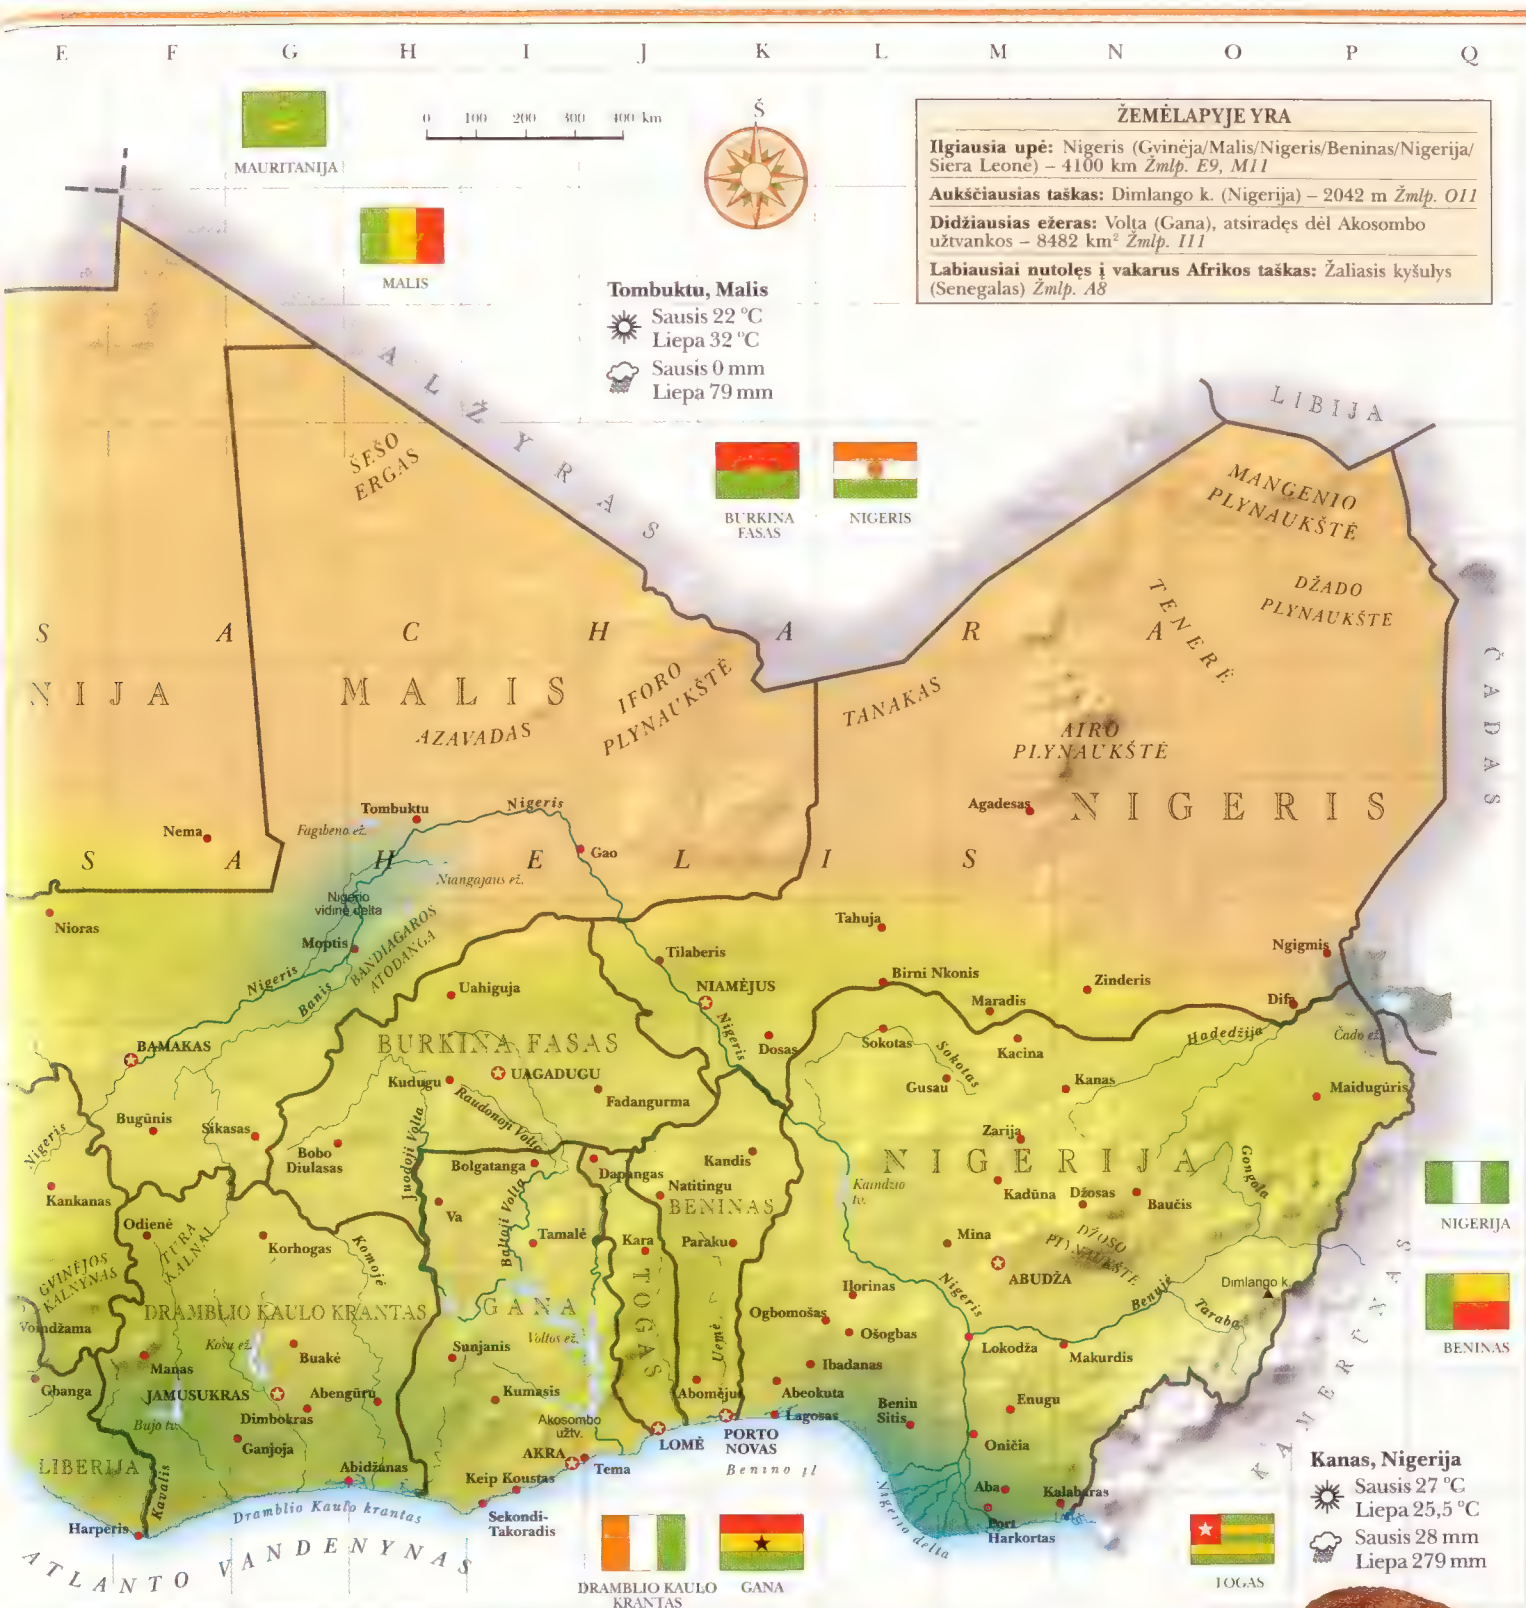 E F G H I J K L M N O P Q
MAURITANIJA
0 100 200 300 400 km
Š
ŽEMĖLAPYJE YRA
Ilgiausia upė: Nigeris (Gvinėja/Malis/Nigeris/Beninas/Nigerija/
Siera Leonė) – 4100 km Žmlp. E9, M11
Aukščiausias taškas: Dimlango k. (Nigerija) – 2042 m Žmlp. O11
Didžiausias ežeras: Volta (Gana), atsiradęs dėl Akosombo
užtvankos – 8482 km² Žmlp. I11
Labiausiai nutolęs į vakarus Afrikos taškas: Žaliasis kyšulys
(Senegalas) Žmlp. A8
MALIS
Tombuktu, Malis
Sausis 22 °C
Liepa 32 °C
Sausis 0 mm
Liepa 79 mm
ALŽYRAS
LIBIJA
ŠEŠO
ERGAS
BURKINA
FASAS
NIGERIS
MANGENIO
PLYNAUKŠTĖ
DŽADO
PLYNAUKŠTĖ
TENERĖ
SACHARA
ČADAS
NIJA
MALIS
AZAVADAS
IFORO
PLYNAUKŠTĖ
TANAKAS
AIRO
PLYNAUKŠTĖ
Agadesas
NIGERIS
Tombuktu
Nigeris
Nema
Fagibeno ež.
Gao
SAHELIS
Niangajaus ež.
Nigerio
vidinė delta
Nioras
Moptis
BANDIAGAROS
ATODANGA
Tahuja
Tilaberis
Ngigmis
Nigeris
Banis
Uahiguja
NIAMĖJUS
Birni Nkonis
Zinderis
Maradis
Difa
BAMAKAS
BURKINA FASAS
Nigeris
Dosas
Sokotas
Sokotas
Kacina
Hadedžija
Čado ež.
Kudugu
UAGADUGU
Fadangurma
Gusau
Kanas
Maidugūris
Raudonoji Volta
Juodoji Volta
Bugūnis
Sikasas
Nigeris
Bobo
Diulasas
Zarija
Bolgatanga
Dapangas
Kandis
NIGERIJA
Gongola
Kankanas
Natitingu
Kaindžio
tv.
Kadūna
Džosas
Baučis
BENINAS
Va
Baltoji Volta
Odienė
TURA
KALNAI
Korhogas
Komojė
Tamalė
Kara
Paraku
Mina
DŽOSO
PLYNAUKŠTĖ
ABUDŽA
NIGERIJA
GVINĖJOS
KALNYNAS
Dimlango k.
Ilorinas
Nigeris
Benujė
Taraba
DRAMBLIO KAULO KRANTAS
GANA
TOGAS
Voindžama
Košu ež.
Voltos ež.
Ogbomošas
Ošogbas
Uemė
Lokodža
Makurdis
Manas
Buakė
Sunjanis
Ibadanas
BENINAS
Gbanga
JAMUSUKRAS
Abengūru
Kumasis
Abomėjus
Abeokuta
Enugu
Dimbokras
Bujo tv.
Akosombo
užtv.
Lagosas
Benin
Sitis
Ganjoja
LOMĖ
PORTO
NOVAS
Oničia
KAMERŪNAS
LIBERIJA
Abidžanas
AKRA
Tema
Benino įl
Kavalis
Keip Koustas
Aba
Kalabaras
Kanas, Nigerija
Sausis 27 °C
Liepa 25,5 °C
Sausis 28 mm
Liepa 279 mm
Harperis
Dramblio Kaulo krantas
Sekondi-
Takoradis
Nigerio delta
Port
Harkortas
ATLANTO VANDENYNAS
DRAMBLIO KAULO
KRANTAS
GANA
TOGAS